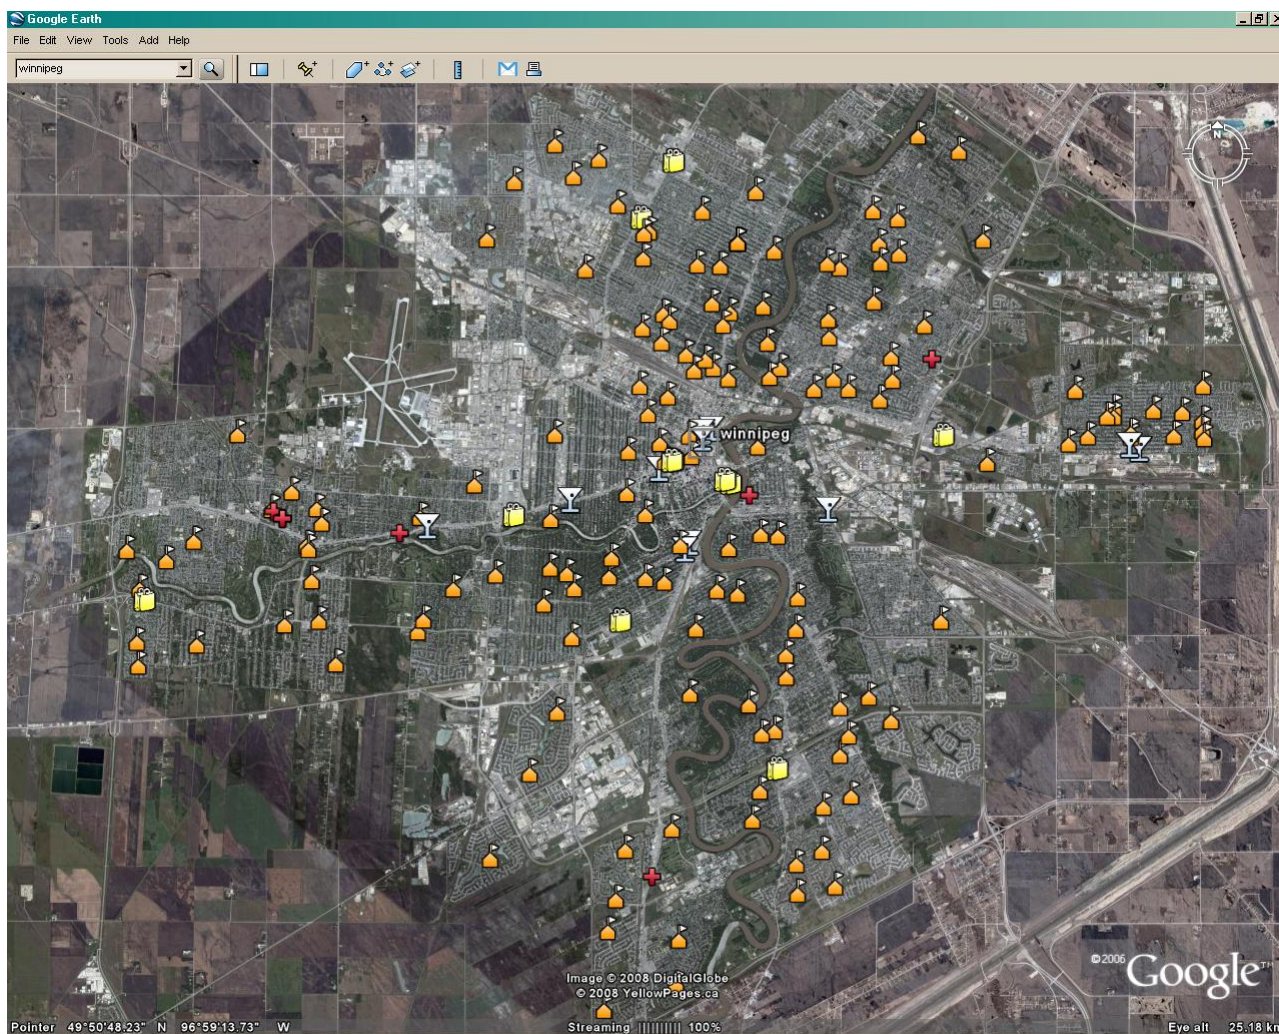 Google Earth
File Edit View Tools Add Help
winnipeg
N
winnipeg
Image © 2008 DigitalGlobe
© 2008 YellowPages.ca
©2006 Google™
Pointer 49°50'48.23" N 96°59'13.73" W Streaming |||||||||| 100% Eye alt 25.18 km